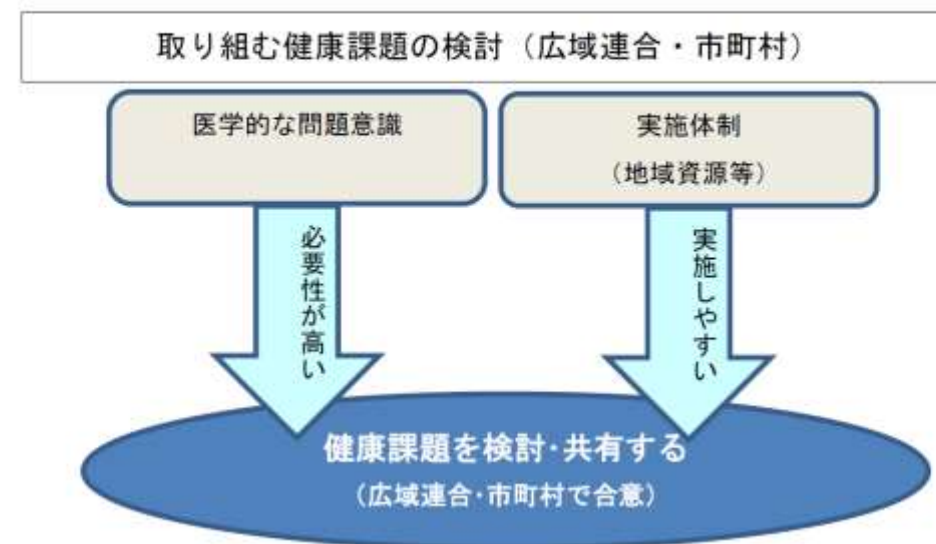 取り組む健康課題の検討（広域連合・市町村）
医学的な問題意識
実施体制
（地域資源等）
必要性が高い
実施しやすい
健康課題を検討･共有する
（広域連合･市町村で合意）